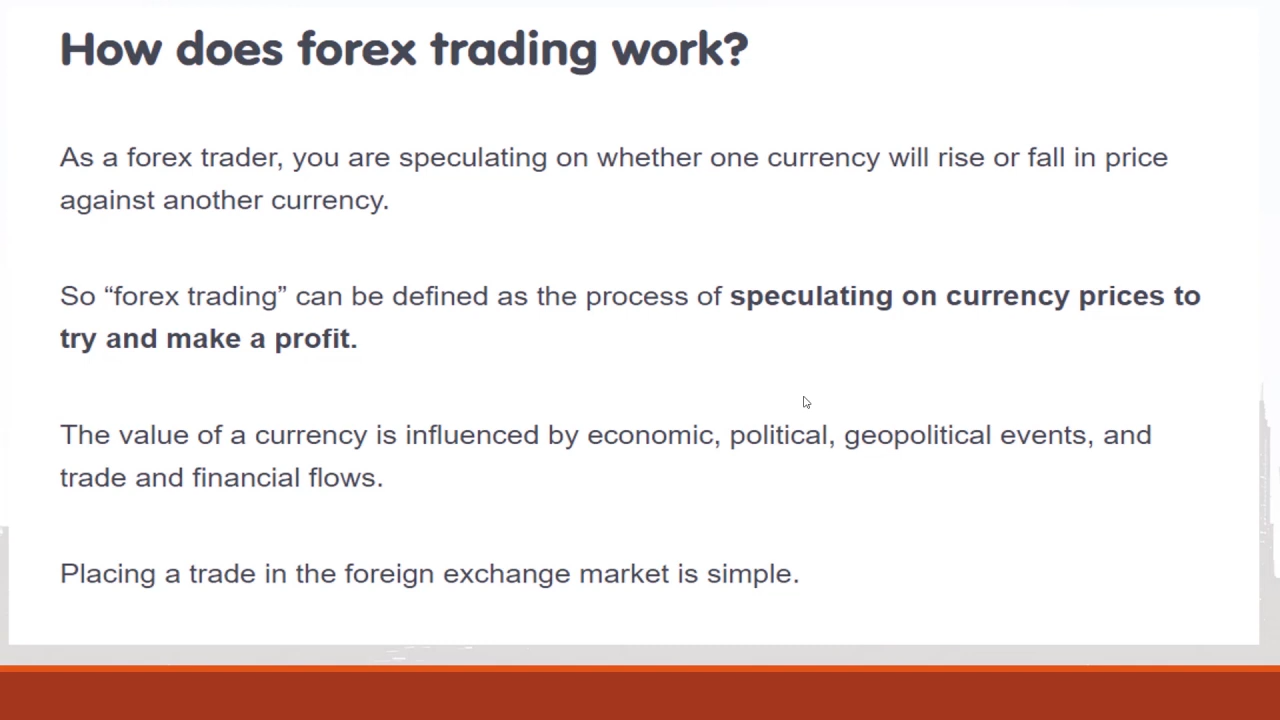 How does forex trading work?
As a forex trader, you are speculating on whether one currency will rise or fall in price
against another currency.
So “forex trading” can be defined as the process of speculating on currency prices to
try and make a profit.
The value of a currency is influenced by economic, political, geopolitical events, and
trade and financial flows.
Placing a trade in the foreign exchange market is simple.